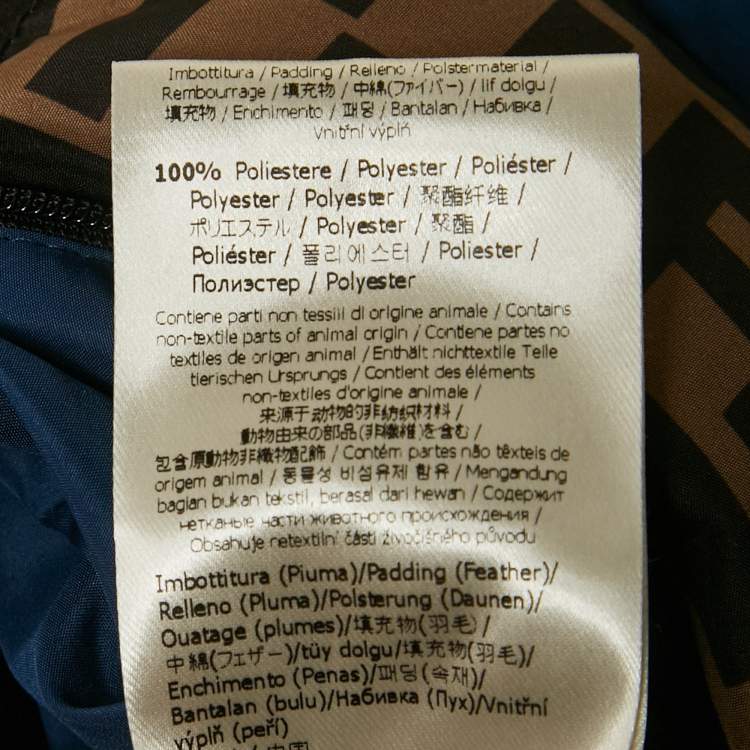 Imbottitura / Padding / Relleno / Polstermaterial /
Rembourrage / 填充物 / 中綿(ファイバー) / lif dolgu /
填充物 / Enchimento / 패딩 / Bantalan / Набивка /
Vnitřní výplň
100% Poliestere / Polyester / Poliéster /
Polyester / Polyester / 聚酯纤维 /
ポリエステル / Polyester / 聚酯 /
Poliéster / 폴리에스터 / Poliester /
Полиэстер / Polyester
Contiene parti non tessili di origine animale / Contains
non-textile parts of animal origin / Contiene partes no
textiles de origen animal / Enthält nichttextile Teile
tierischen Ursprungs / Contient des éléments
non-textiles d'origine animale /
来源于动物的非纺织材料 /
動物由来の部品(非繊維)を含む /
包含原動物非織物配飾 / Contém partes não têxteis de
origem animal / 동물성 비섬유제 함유 / Mengandung
bagian bukan tekstil, berasal dari hewan / Содержит
нетканые части животного происхождения /
Obsahuje netextilní části živočišného původu
Imbottitura (Piuma)/Padding (Feather)/
Relleno (Pluma)/Polsterung (Daunen)/
Ouatage (plumes)/填充物(羽毛)/
中綿(フェザー)/tüy dolgu/填充物(羽毛)/
Enchimento (Penas)/패딩(속재)/
Bantalan (bulu)/Набивка (Пух)/Vnitřní
výplň (peří)